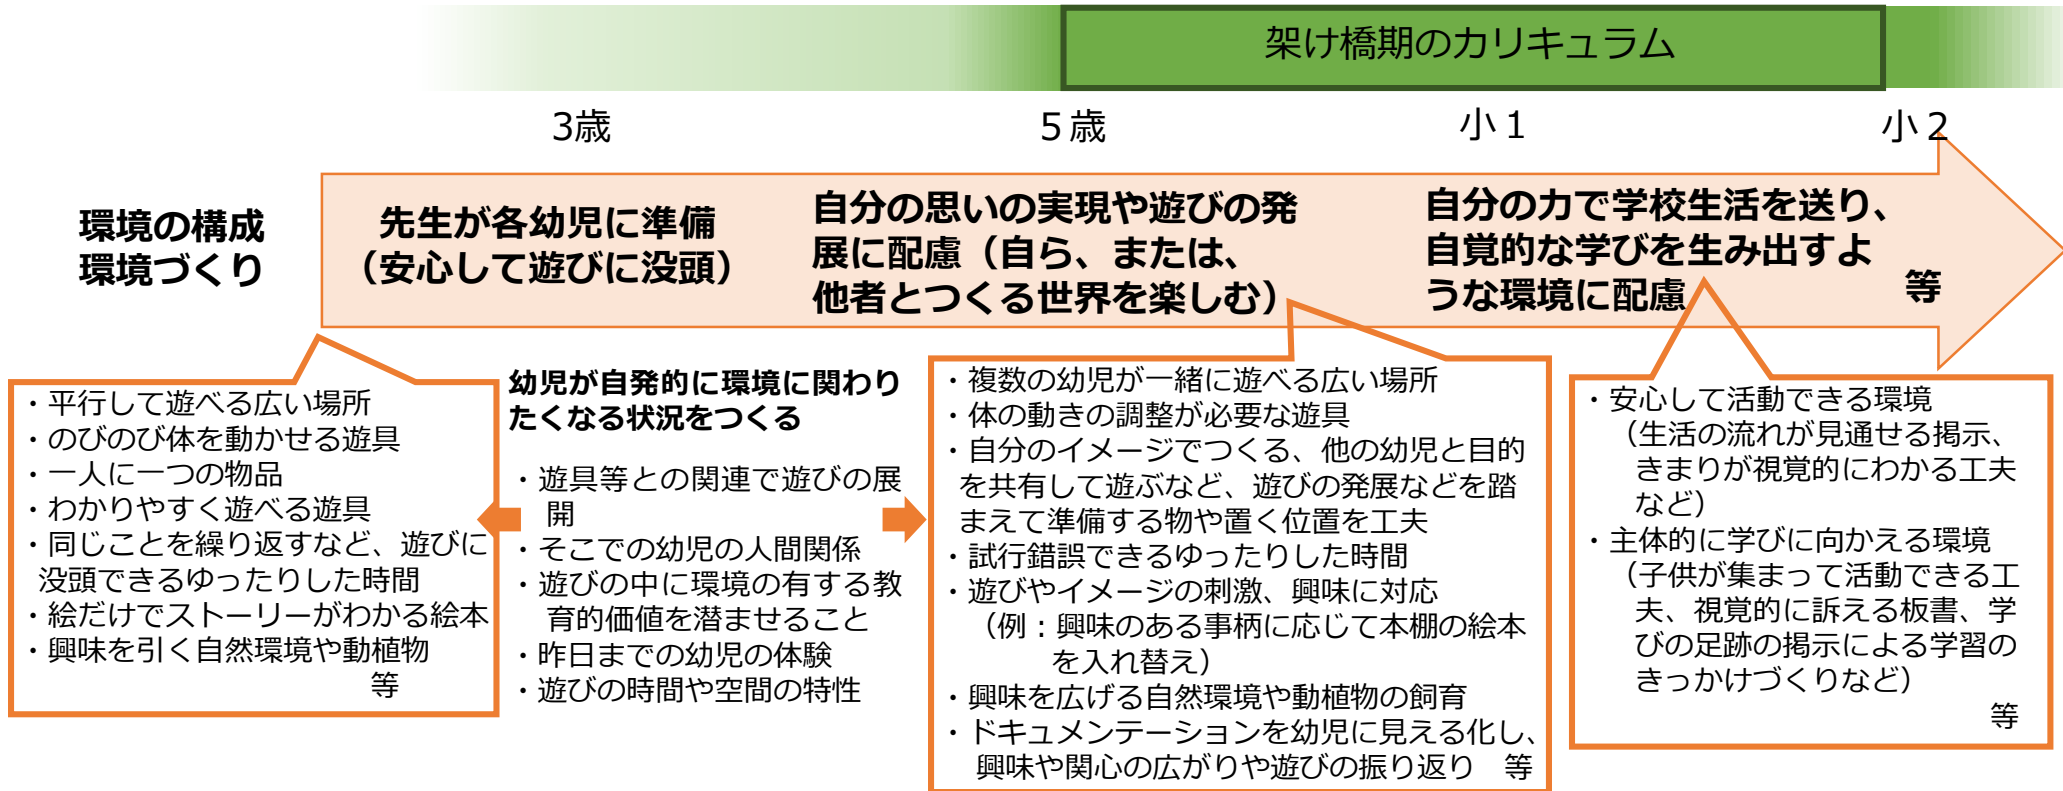 架け橋期のカリキュラム
3歳
５歳
小１
小２
環境の構成
環境づくり
先生が各幼児に準備
（安心して遊びに没頭）
自分の思いの実現や遊びの発
展に配慮（自ら、または、
他者とつくる世界を楽しむ）
自分の力で学校生活を送り、
自覚的な学びを生み出すよ
うな環境に配慮
等
・平行して遊べる広い場所
・のびのび体を動かせる遊具
・一人に一つの物品
・わかりやすく遊べる遊具
・同じことを繰り返すなど、遊びに
没頭できるゆったりした時間
・絵だけでストーリーがわかる絵本
・興味を引く自然環境や動植物
等
幼児が自発的に環境に関わり
たくなる状況をつくる
・遊具等との関連で遊びの展
開
・そこでの幼児の人間関係
・遊びの中に環境の有する教
育的価値を潜ませること
・昨日までの幼児の体験
・遊びの時間や空間の特性
・複数の幼児が一緒に遊べる広い場所
・体の動きの調整が必要な遊具
・自分のイメージでつくる、他の幼児と目的
を共有して遊ぶなど、遊びの発展などを踏
まえて準備する物や置く位置を工夫
・試行錯誤できるゆったりした時間
・遊びやイメージの刺激、興味に対応
（例：興味のある事柄に応じて本棚の絵本
を入れ替え）
・興味を広げる自然環境や動植物の飼育
・ドキュメンテーションを幼児に見える化し、
興味や関心の広がりや遊びの振り返り　等
・安心して活動できる環境
（生活の流れが見通せる掲示、
きまりが視覚的にわかる工夫
など）
・主体的に学びに向かえる環境
（子供が集まって活動できる工
夫、視覚的に訴える板書、学
びの足跡の掲示による学習の
きっかけづくりなど）
等